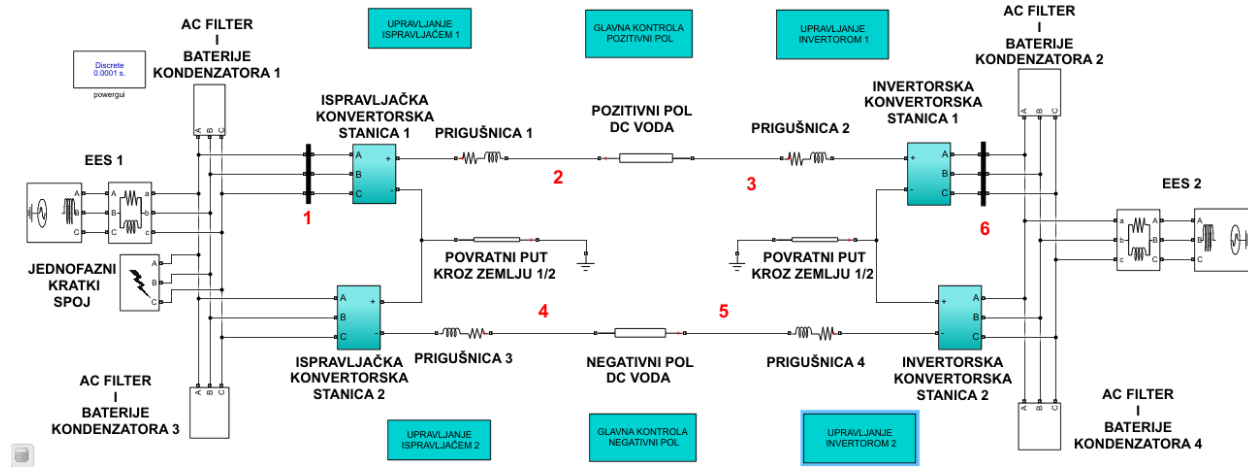 AC FILTER
I
BATERIJE
KONDENZATORA 1
UPRAVLJANJE
ISPRAVLJAČEM 1
GLAVNA KONTROLA
POZITIVNI POL
UPRAVLJANJE
INVERTOROM 1
AC FILTER
I
BATERIJE
KONDENZATORA 2
Discrete
0.0001 s.
powergui
A B C
A B C
ISPRAVLJAČKA
KONVERTORSKA
STANICA 1
PRIGUŠNICA 1
POZITIVNI POL
DC VODA
PRIGUŠNICA 2
INVERTORSKA
KONVERTORSKA
STANICA 1
A
B
C
+
-
+
-
A
B
C
1
2
3
6
EES 1
A
B
C
A
B
C
a
b
c
EES 2
a
b
c
A
B
C
A
B
C
JEDNOFAZNI
KRATKI
SPOJ
A
B
C
POVRATNI PUT
KROZ ZEMLJU 1/2
POVRATNI PUT
KROZ ZEMLJU 1/2
A
B
C
+
-
4
5
+
-
A
B
C
ISPRAVLJAČKA
KONVERTORSKA
STANICA 2
PRIGUŠNICA 3
NEGATIVNI POL
DC VODA
PRIGUŠNICA 4
INVERTORSKA
KONVERTORSKA
STANICA 2
AC FILTER
I
BATERIJE
KONDENZATORA 3
A B C
A B C
AC FILTER
I
BATERIJE
KONDENZATORA 4
UPRAVLJANJE
ISPRAVLJAČEM 2
GLAVNA KONTROLA
NEGATIVNI POL
UPRAVLJANJE
INVERTOROM 2